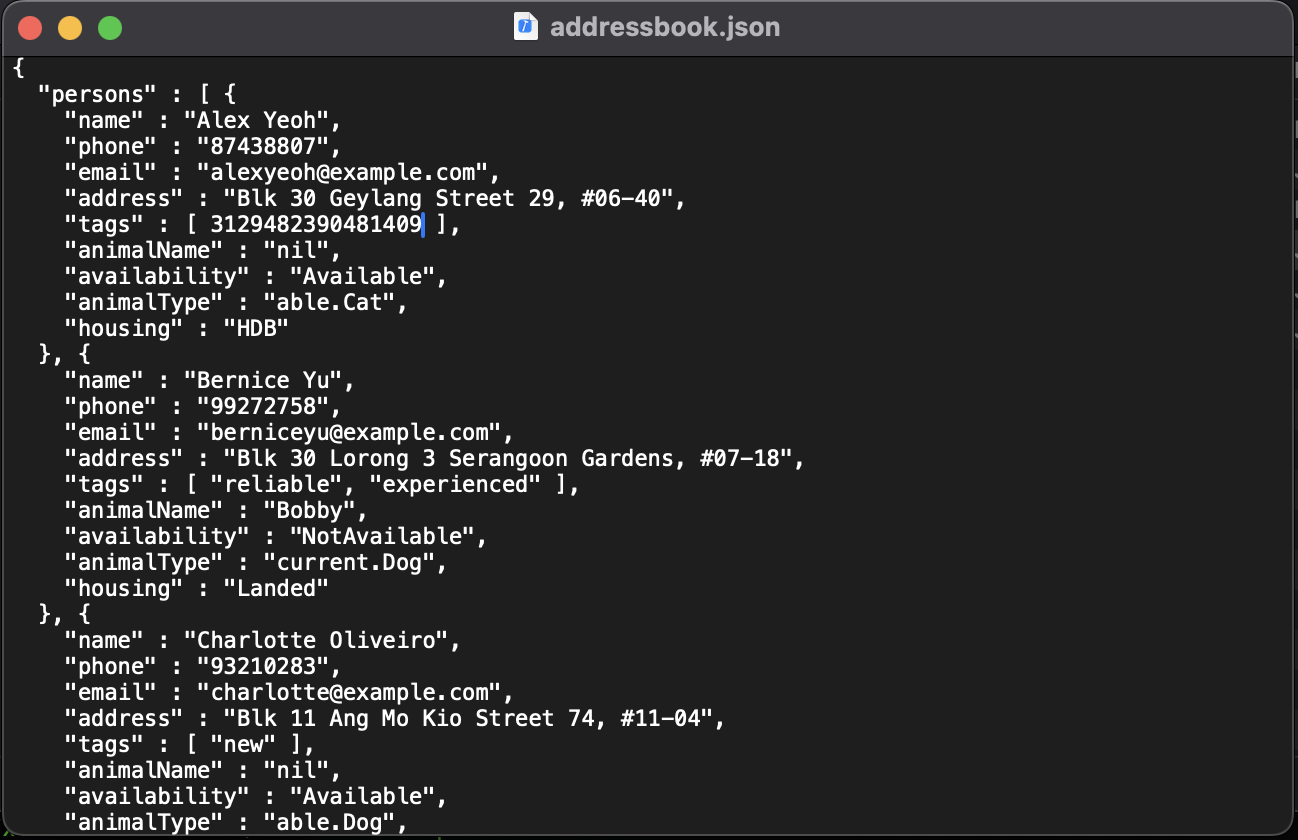 addressbook.json
{
  "persons" : [ {
    "name" : "Alex Yeoh",
    "phone" : "87438807",
    "email" : "alexyeoh@example.com",
    "address" : "Blk 30 Geylang Street 29, #06-40",
    "tags" : [ 3129482390481409 ],
    "animalName" : "nil",
    "availability" : "Available",
    "animalType" : "able.Cat",
    "housing" : "HDB"
  }, {
    "name" : "Bernice Yu",
    "phone" : "99272758",
    "email" : "berniceyu@example.com",
    "address" : "Blk 30 Lorong 3 Serangoon Gardens, #07-18",
    "tags" : [ "reliable", "experienced" ],
    "animalName" : "Bobby",
    "availability" : "NotAvailable",
    "animalType" : "current.Dog",
    "housing" : "Landed"
  }, {
    "name" : "Charlotte Oliveiro",
    "phone" : "93210283",
    "email" : "charlotte@example.com",
    "address" : "Blk 11 Ang Mo Kio Street 74, #11-04",
    "tags" : [ "new" ],
    "animalName" : "nil",
    "availability" : "Available",
    "animalType" : "able.Dog",